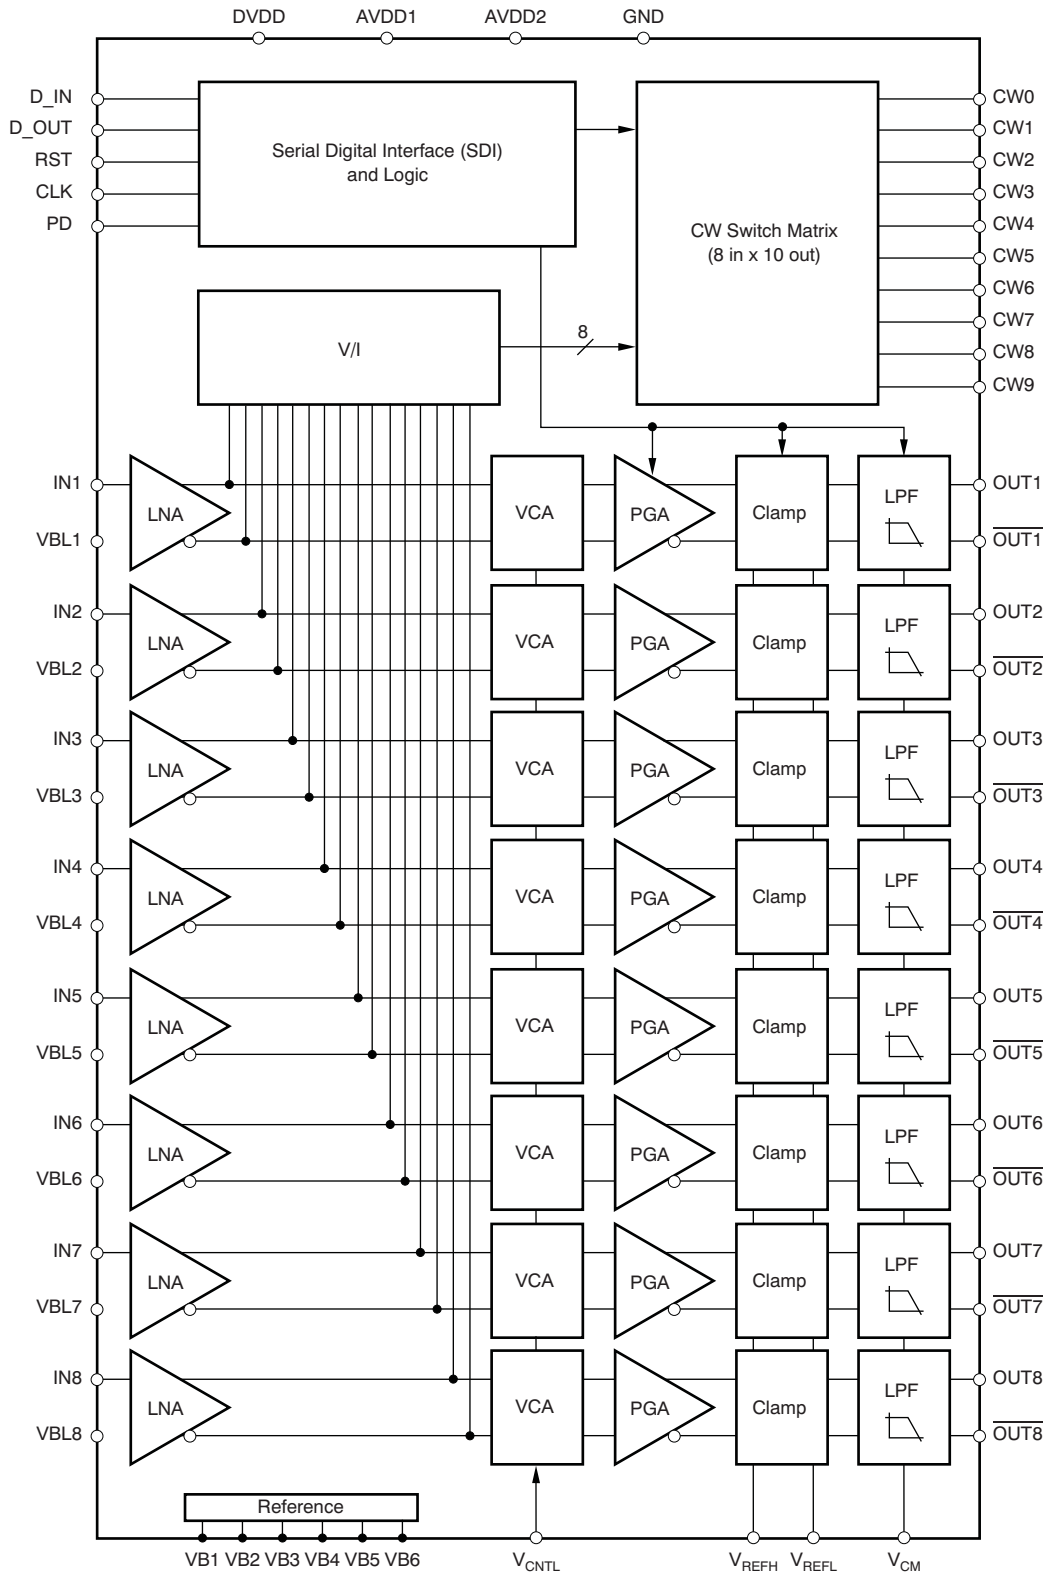 DVDD AVDD1 AVDD2 GND
D_IN
D_OUT
RST
CLK
PD
Serial Digital Interface (SDI)
and Logic
CW Switch Matrix
(8 in x 10 out)
CW0
CW1
CW2
CW3
CW4
CW5
CW6
CW7
CW8
CW9
V/I
8
IN1 LNA VCA PGA Clamp LPF OUT1
VBL1 OUT1
IN2 LNA VCA PGA Clamp LPF OUT2
VBL2 OUT2
IN3 LNA VCA PGA Clamp LPF OUT3
VBL3 OUT3
IN4 LNA VCA PGA Clamp LPF OUT4
VBL4 OUT4
IN5 LNA VCA PGA Clamp LPF OUT5
VBL5 OUT5
IN6 LNA VCA PGA Clamp LPF OUT6
VBL6 OUT6
IN7 LNA VCA PGA Clamp LPF OUT7
VBL7 OUT7
IN8 LNA VCA PGA Clamp LPF OUT8
VBL8 OUT8
Reference
VB1 VB2 VB3 VB4 VB5 VB6 VCNTL VREFH VREFL VCM